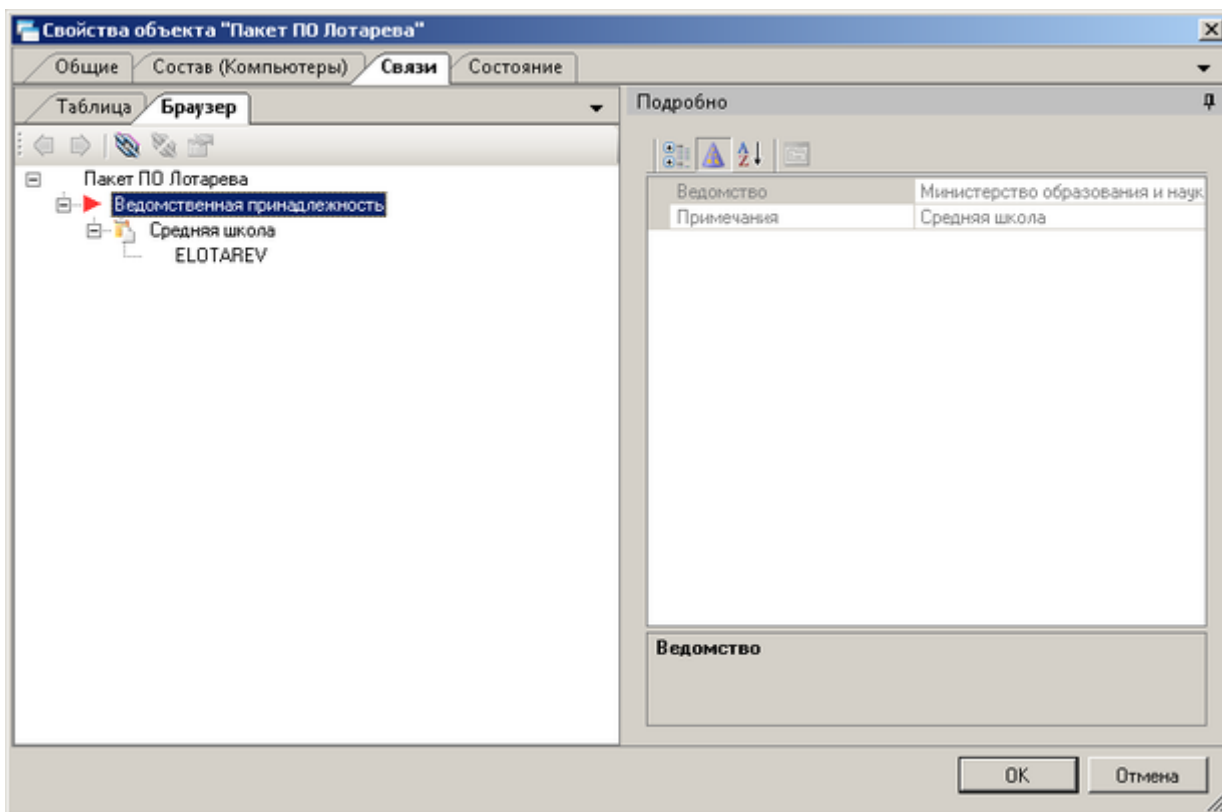 Свойства объекта "Пакет ПО Лотарева"
Общие Состав (Компьютеры) Связи Состояние
Таблица Браузер
Пакет ПО Лотарева
Ведомственная принадлежность
Средняя школа
ELOTAREV
Подробно
Ведомство Министерство образования и наук
Примечания Средняя школа
Ведомство
OK Отмена